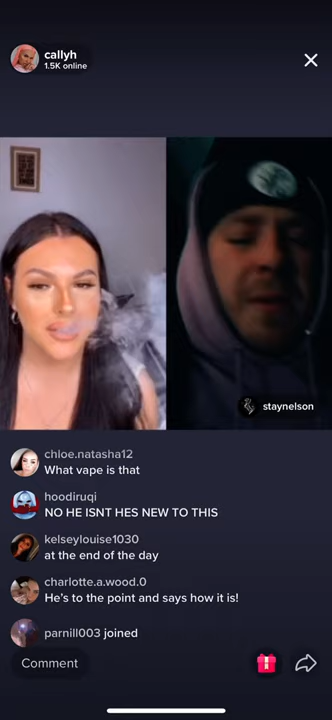 callyh
1.5K online
staynelson
chloe.natasha12
What vape is that
hoodiruqi
NO HE ISNT HES NEW TO THIS
kelseylouise1030
at the end of the day
charlotte.a.wood.0
He's to the point and says how it is!
parnill003 joined
Comment